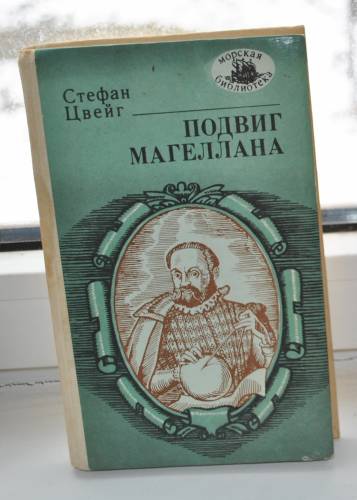 морская
библиотека
Стефан
Цвейг
ПОДВИГ
МАГЕЛЛАНА